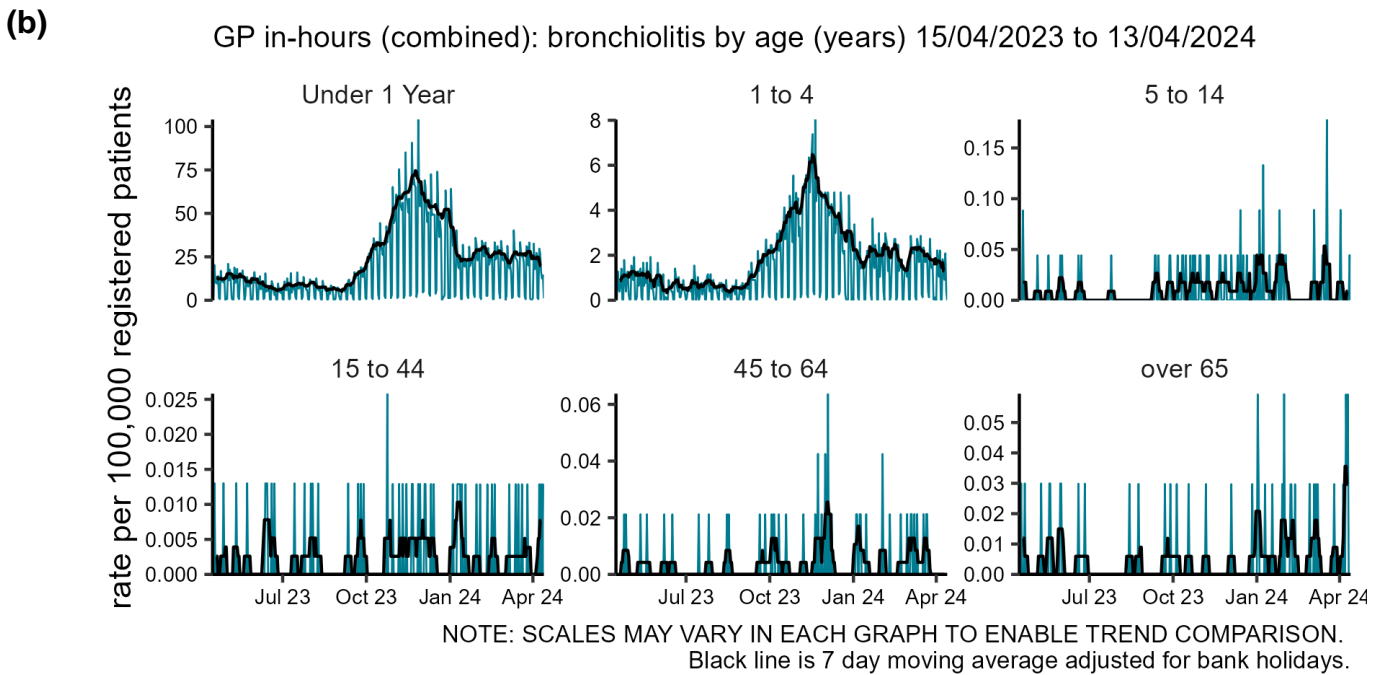 (b)
GP in-hours (combined): bronchiolitis by age (years) 15/04/2023 to 13/04/2024
rate per 100,000 registered patients
Under 1 Year
100
75
50
25
0
1 to 4
8
6
4
2
0
5 to 14
0.15
0.10
0.05
0.00
15 to 44
0.025
0.020
0.015
0.010
0.005
0.000
Jul 23 Oct 23 Jan 24 Apr 24
45 to 64
0.06
0.04
0.02
0.00
Jul 23 Oct 23 Jan 24 Apr 24
over 65
0.05
0.04
0.03
0.02
0.01
0.00
Jul 23 Oct 23 Jan 24 Apr 24
NOTE: SCALES MAY VARY IN EACH GRAPH TO ENABLE TREND COMPARISON.
Black line is 7 day moving average adjusted for bank holidays.